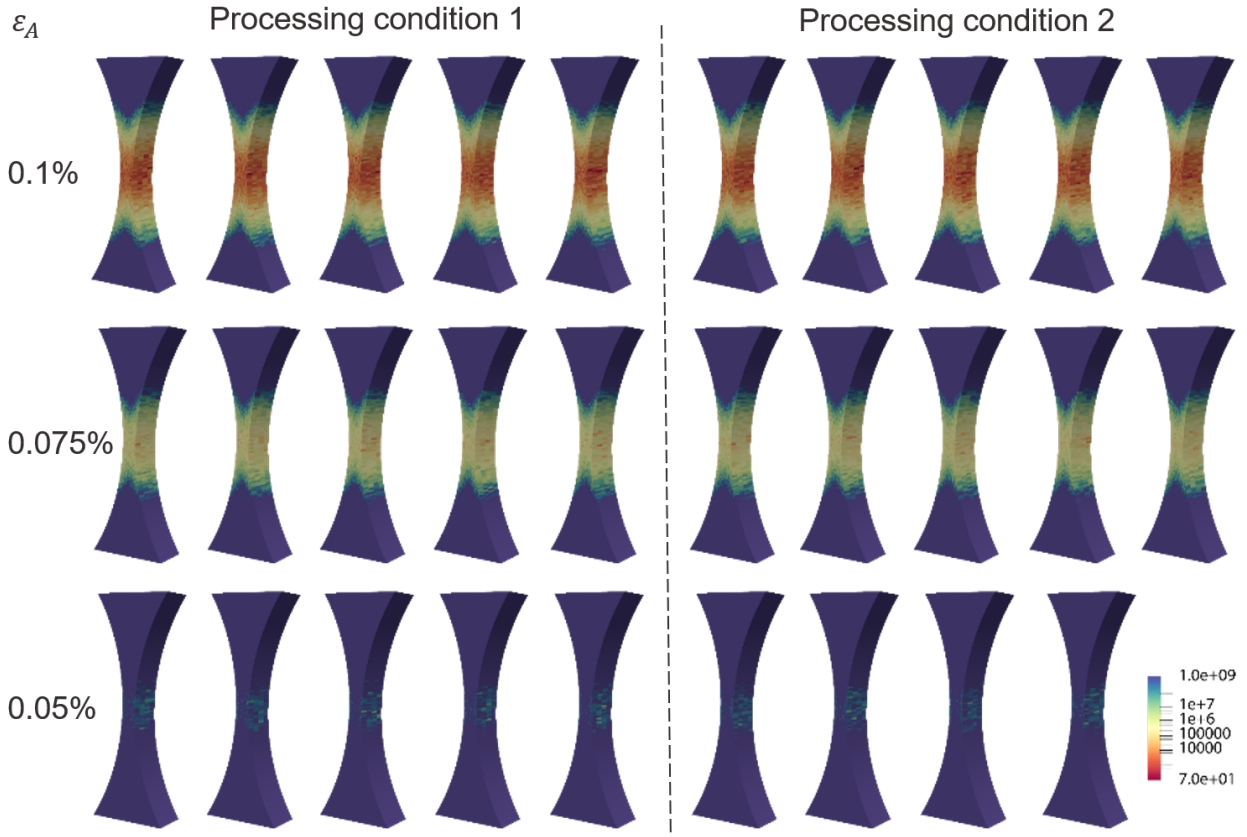 ε_A
Processing condition 1
Processing condition 2
0.1%
0.075%
0.05%
1.0e+09
1e+7
1e+6
100000
10000
7.0e+01